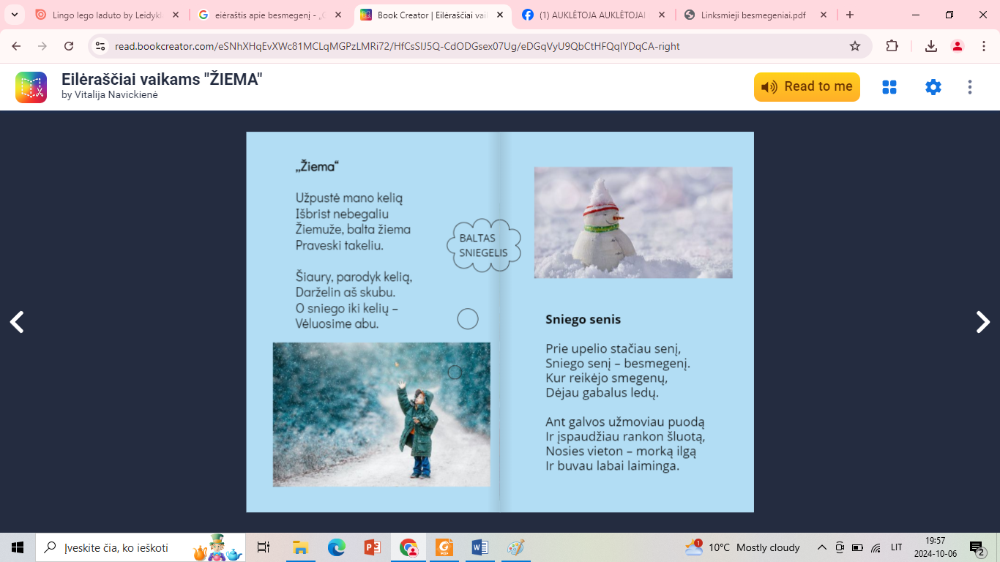 Lingo lego laduto by Leidykl
eiėraštis apie besmegenį - „G
Book Creator | Eilėraščiai vai
(1) AUKLĖTOJA AUKLĖTOJAI
Linksmieji besmegeniai.pdf
read.bookcreator.com/eSNhXHqEvXWc81MCLqMGPzLMRi72/HfCsSIJ5Q-CdODGsex07Ug/eDGqVyU9QbCtHFQqIYDqCA-right
Eilėraščiai vaikams "ŽIEMA"
by Vitalija Navickienė
Read to me
„Žiema“
Užpustė mano kelią
Išbrist nebegaliu
Žiemuže, balta žiema
Praveski takeliu.
Šiaury, parodyk kelią,
Darželin aš skubu.
O sniego iki kelių –
Vėluosime abu.
BALTAS
SNIEGELIS
Sniego senis
Prie upelio stačiau senį,
Sniego senį – besmegenį.
Kur reikėjo smegenų,
Dėjau gabalus ledų.
Ant galvos užmoviau puodą
Ir įspaudžiau rankon šluotą,
Nosies vieton – morką ilgą
Ir buvau labai laiminga.
Įveskite čia, ko ieškoti
1
10°C Mostly cloudy
LIT
19:57
2024-10-06
2